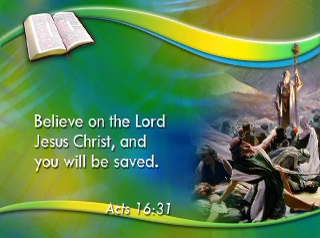 Believe on the Lord
Jesus Christ, and
you will be saved.
Acts 16:31